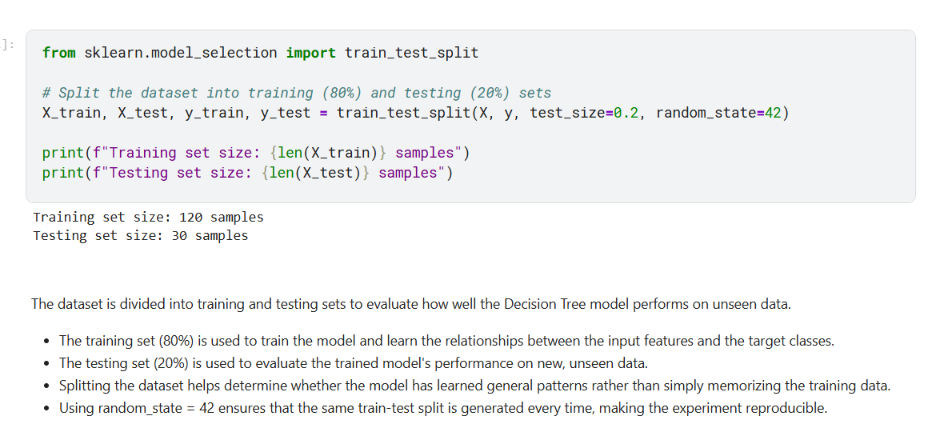 ]:
from sklearn.model_selection import train_test_split
# Split the dataset into training (80%) and testing (20%) sets
X_train, X_test, y_train, y_test = train_test_split(X, y, test_size=0.2, random_state=42)
print(f"Training set size: {len(X_train)} samples")
print(f"Testing set size: {len(X_test)} samples")
Training set size: 120 samples
Testing set size: 30 samples
The dataset is divided into training and testing sets to evaluate how well the Decision Tree model performs on unseen data.
• The training set (80%) is used to train the model and learn the relationships between the input features and the target classes.
• The testing set (20%) is used to evaluate the trained model's performance on new, unseen data.
• Splitting the dataset helps determine whether the model has learned general patterns rather than simply memorizing the training data.
• Using random_state = 42 ensures that the same train-test split is generated every time, making the experiment reproducible.